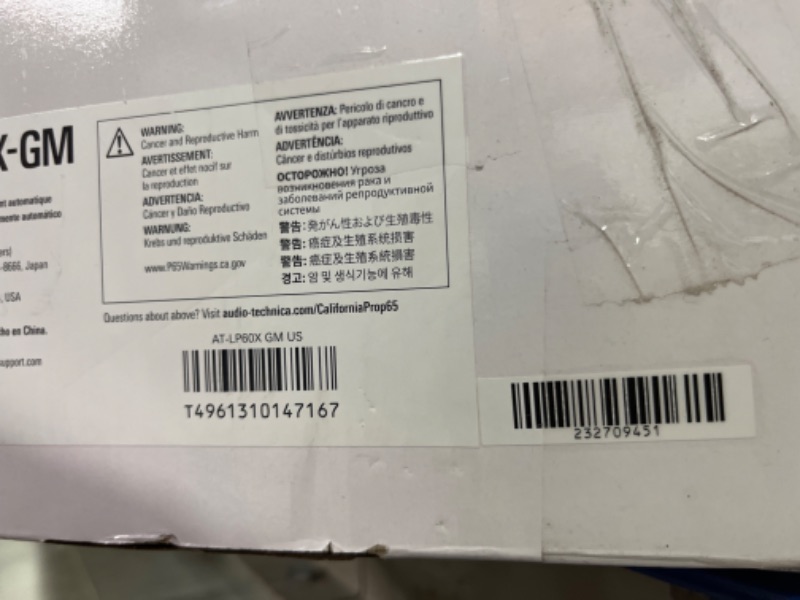 X-GM
automatique
automático
-8666, Japan
, USA
ho en China.
support.com
WARNING:
Cancer and Reproductive Harm
AVERTISSEMENT:
Cancer et effet nocif sur
la reproduction
ADVERTENCIA:
Cáncer y Daño Reproductivo
WARNUNG:
Krebs und reproduktive Schäden
www.P65Warnings.ca.gov
AVVERTENZA: Pericolo di cancro e
di tossicità per l'apparato riproduttivo
ADVERTÊNCIA:
Câncer e distúrbios reprodutivos
ОСТОРОЖНО! Угроза
возникновения рака и
заболеваний репродуктивной
системы
警告：発がん性および生殖毒性
警告：癌症及生殖系统损害
警告：癌症及生殖系統損害
경고: 암 및 생식기능에 유해
Questions about above? Visit audio-technica.com/CaliforniaProp65
AT-LP60X GM US
T4961310147167
232709451